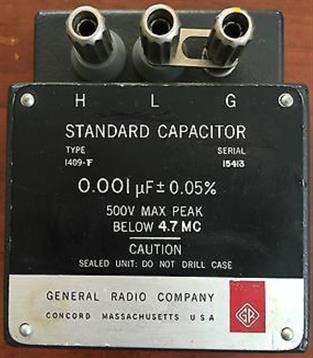 H L G
STANDARD CAPACITOR
TYPE SERIAL
1409-F 15413
0.001 µF ± 0.05%
500V MAX PEAK
BELOW 4.7 MC
CAUTION
SEALED UNIT: DO NOT DRILL CASE
GENERAL RADIO COMPANY
CONCORD MASSACHUSETTS U S A
GR